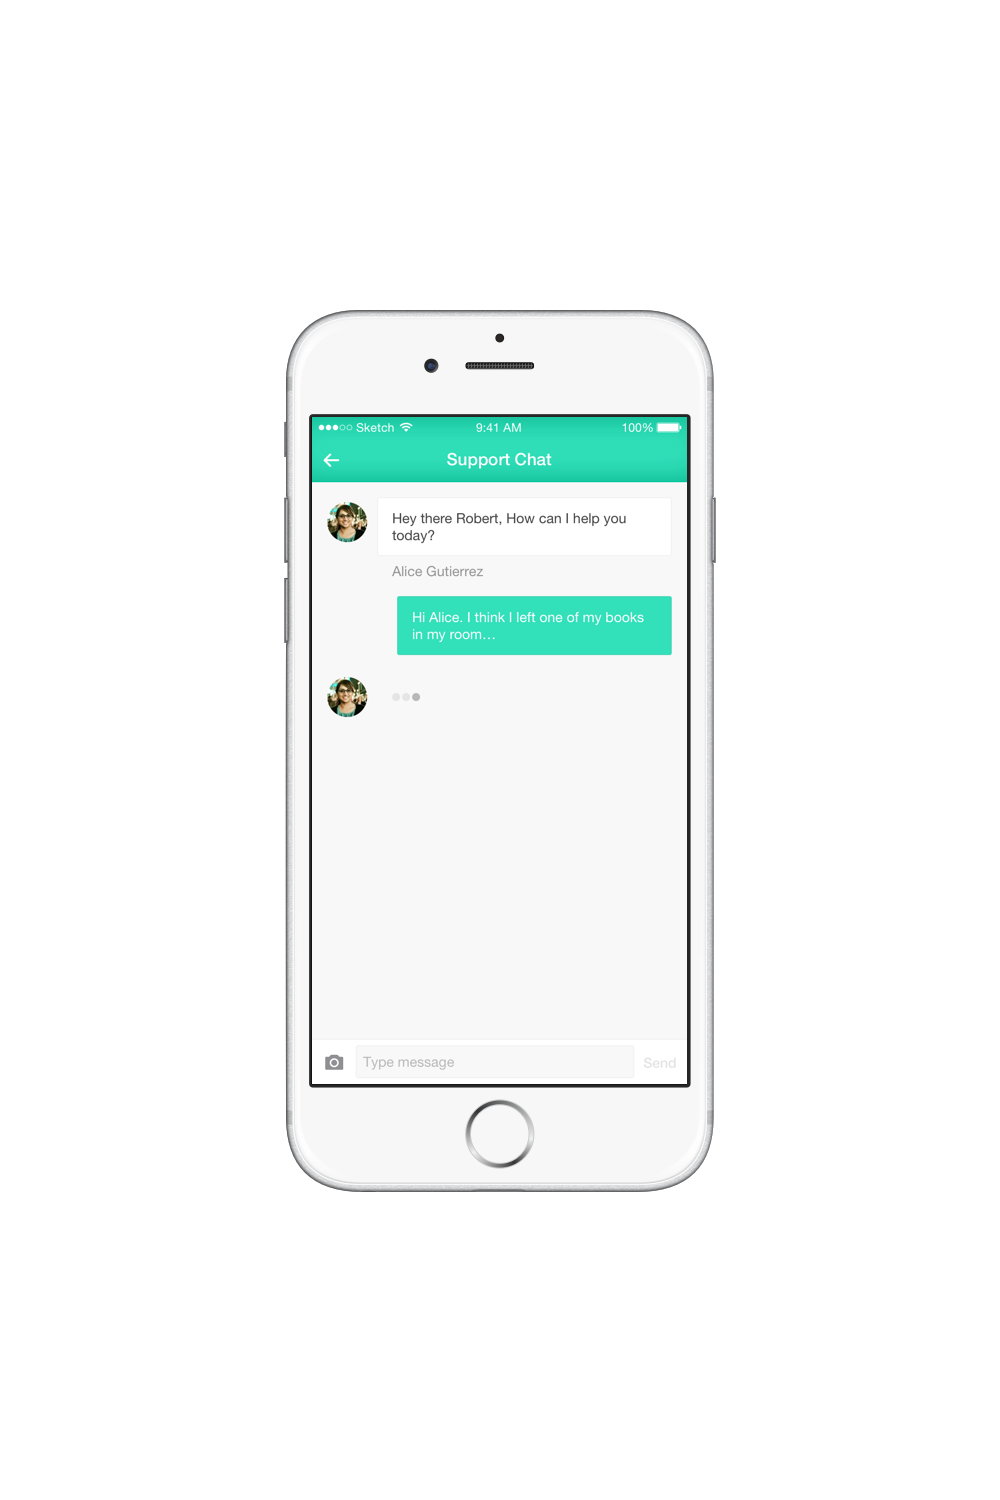 Sketch 9:41 AM 100%
Support Chat
Hey there Robert, How can I help you
today?
Alice Gutierrez
Hi Alice. I think I left one of my books
in my room…
Type message Send